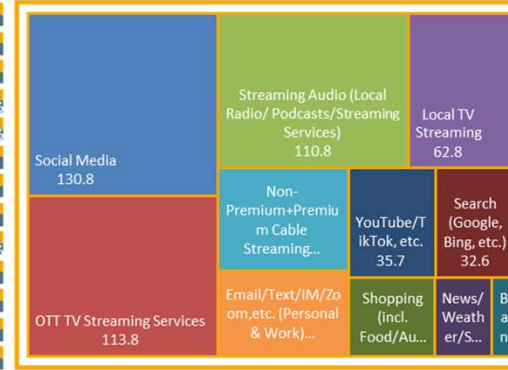 Social Media
130.8
Streaming Audio (Local
Radio/ Podcasts/Streaming
Services)
110.8
Local TV
Streaming
62.8
OTT TV Streaming Services
113.8
Non-
Premium+Premiu
m Cable
Streaming...
YouTube/T
ikTok, etc.
35.7
Search
(Google,
Bing, etc.)
32.6
Email/Text/IM/Zo
om,etc. (Personal
& Work)...
Shopping
(incl.
Food/Au...
News/
Weath
er/S...
B
a
n